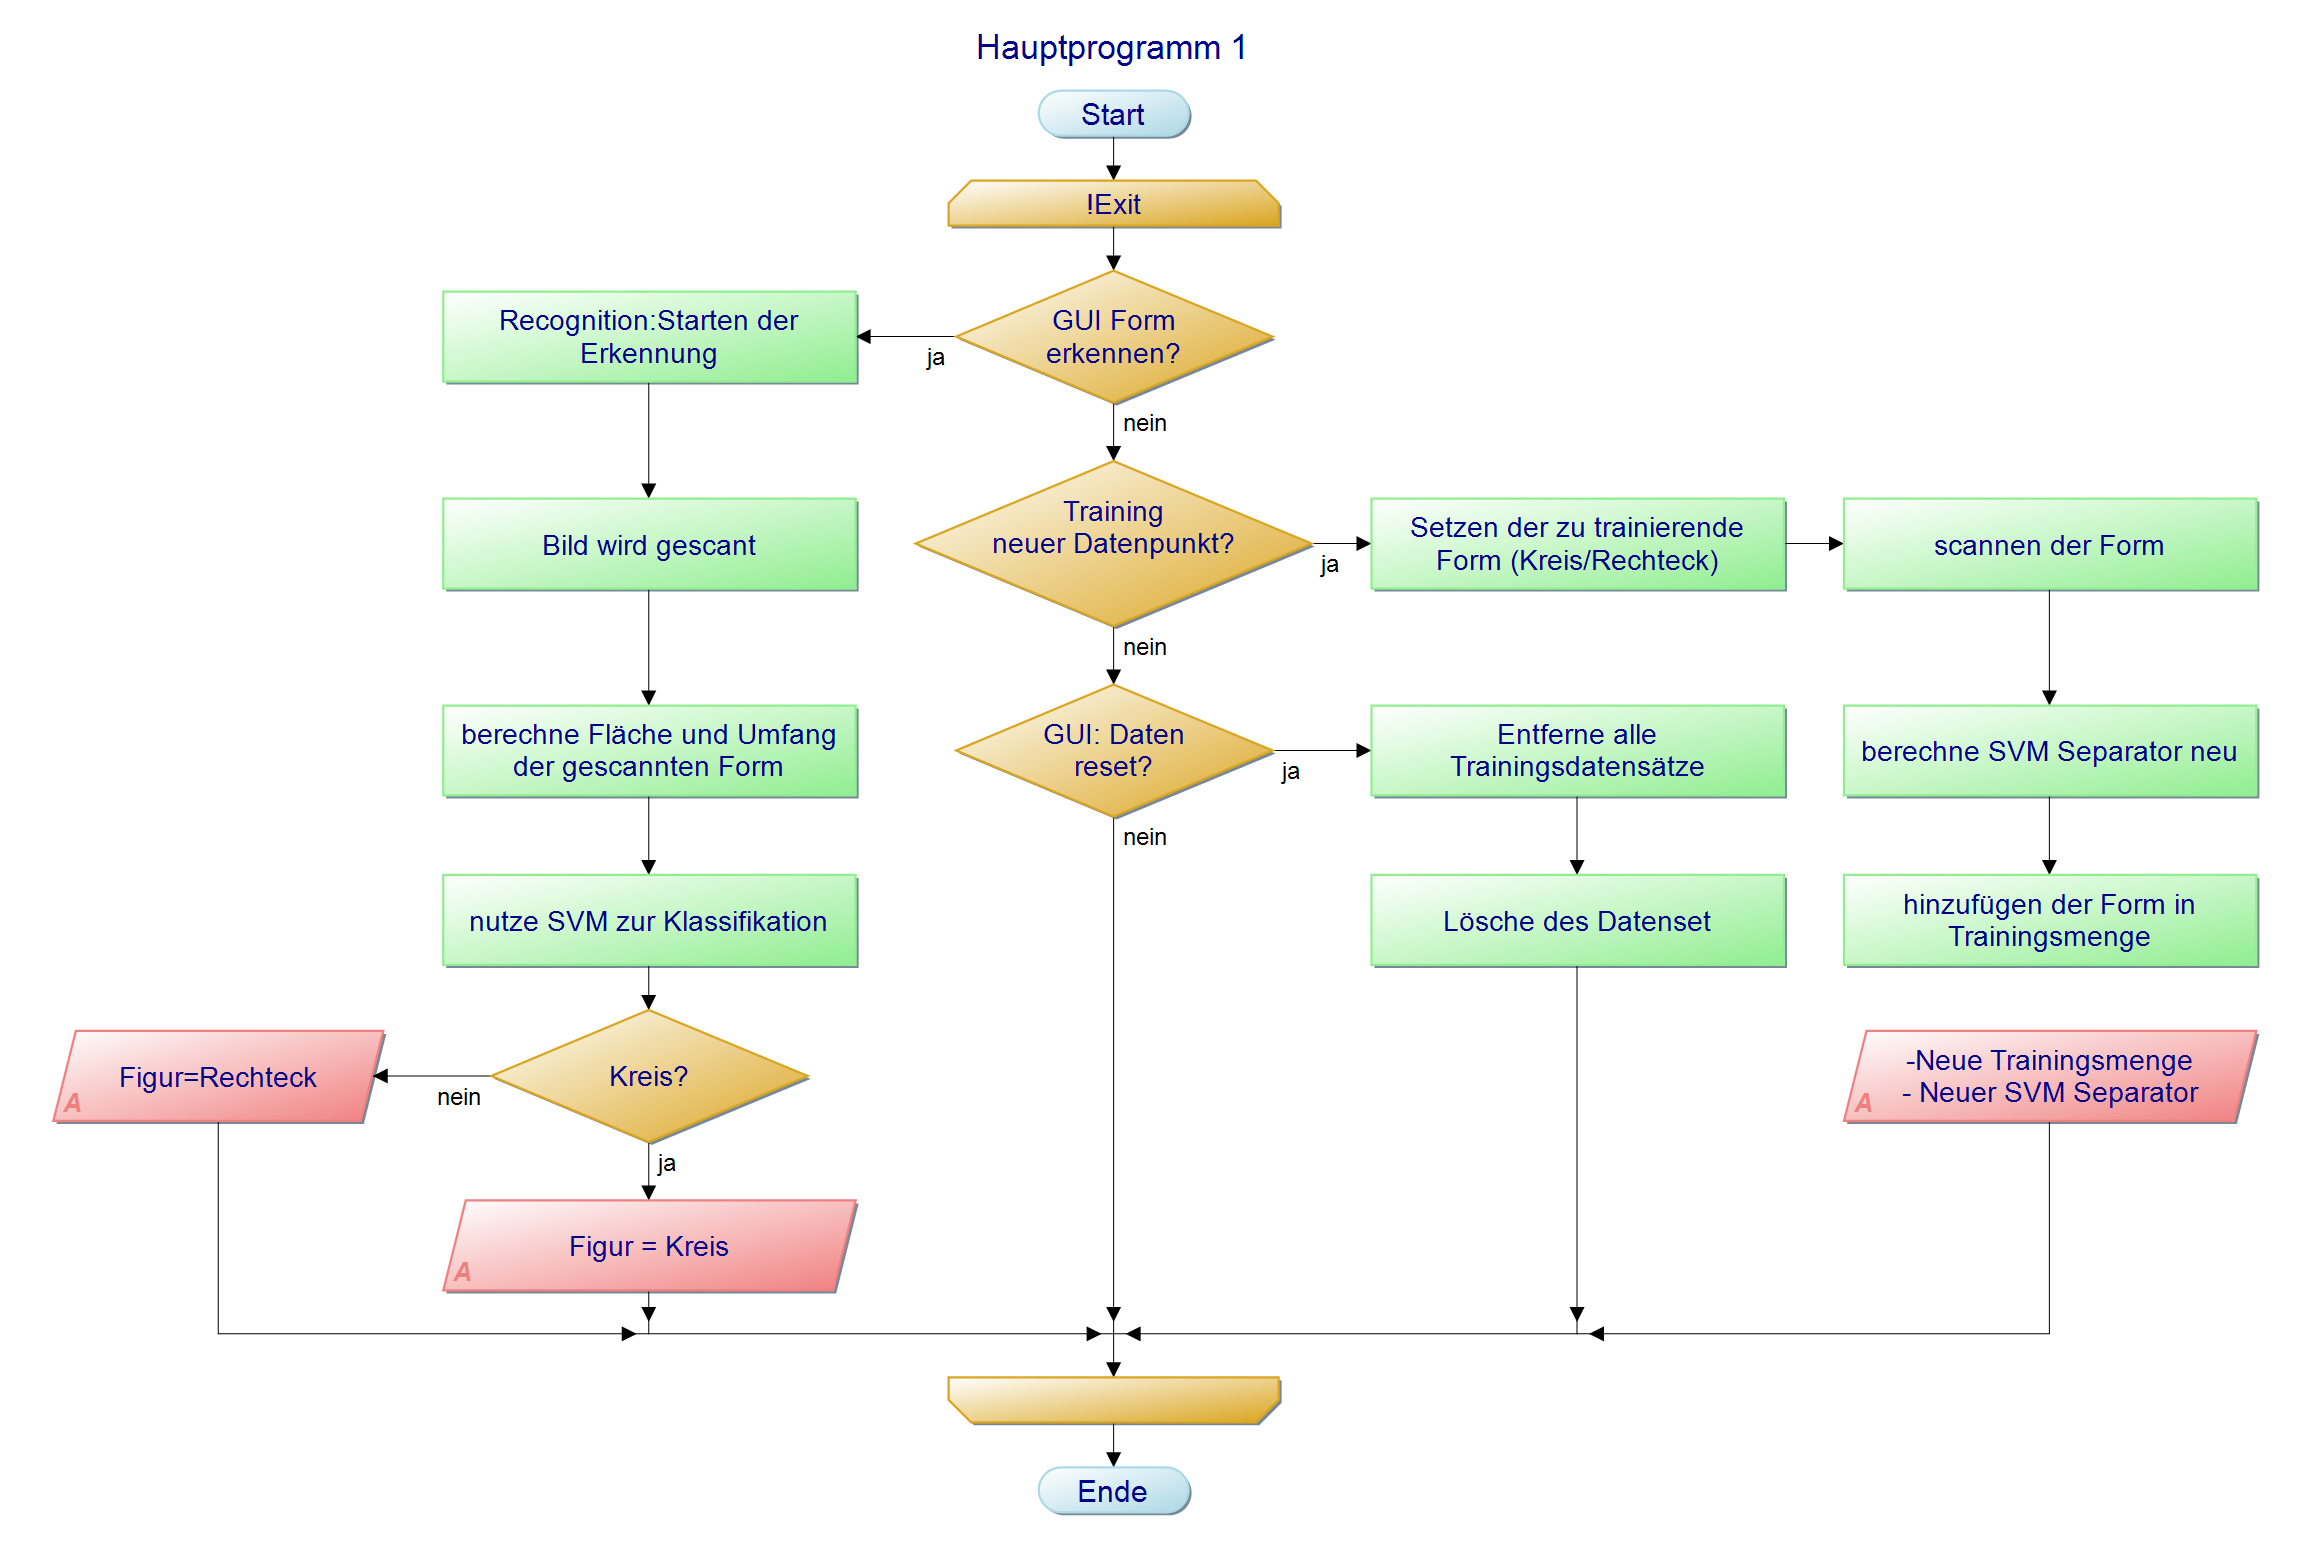 Hauptprogramm 1
Start
!Exit
GUI Form
erkennen?
ja
nein
Recognition:Starten der
Erkennung
Bild wird gescant
berechne Fläche und Umfang
der gescannten Form
nutze SVM zur Klassifikation
Kreis?
nein
ja
Figur=Rechteck
A
Figur = Kreis
A
Training
neuer Datenpunkt?
ja
nein
Setzen der zu trainierende
Form (Kreis/Rechteck)
scannen der Form
berechne SVM Separator neu
hinzufügen der Form in
Trainingsmenge
-Neue Trainingsmenge
- Neuer SVM Separator
A
GUI: Daten
reset?
ja
nein
Entferne alle
Trainingsdatensätze
Lösche des Datenset
Ende